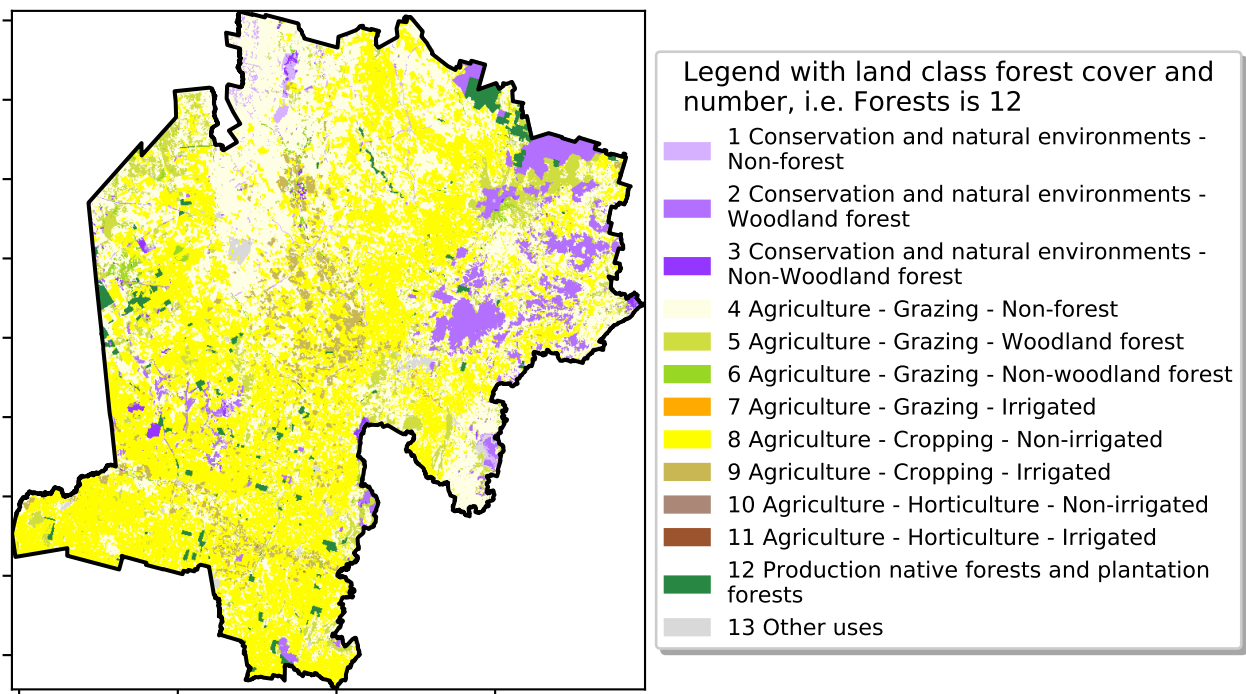 Legend with land class forest cover and
number, i.e. Forests is 12
1 Conservation and natural environments -
Non-forest
2 Conservation and natural environments -
Woodland forest
3 Conservation and natural environments -
Non-Woodland forest
4 Agriculture - Grazing - Non-forest
5 Agriculture - Grazing - Woodland forest
6 Agriculture - Grazing - Non-woodland forest
7 Agriculture - Grazing - Irrigated
8 Agriculture - Cropping - Non-irrigated
9 Agriculture - Cropping - Irrigated
10 Agriculture - Horticulture - Non-irrigated
11 Agriculture - Horticulture - Irrigated
12 Production native forests and plantation
forests
13 Other uses